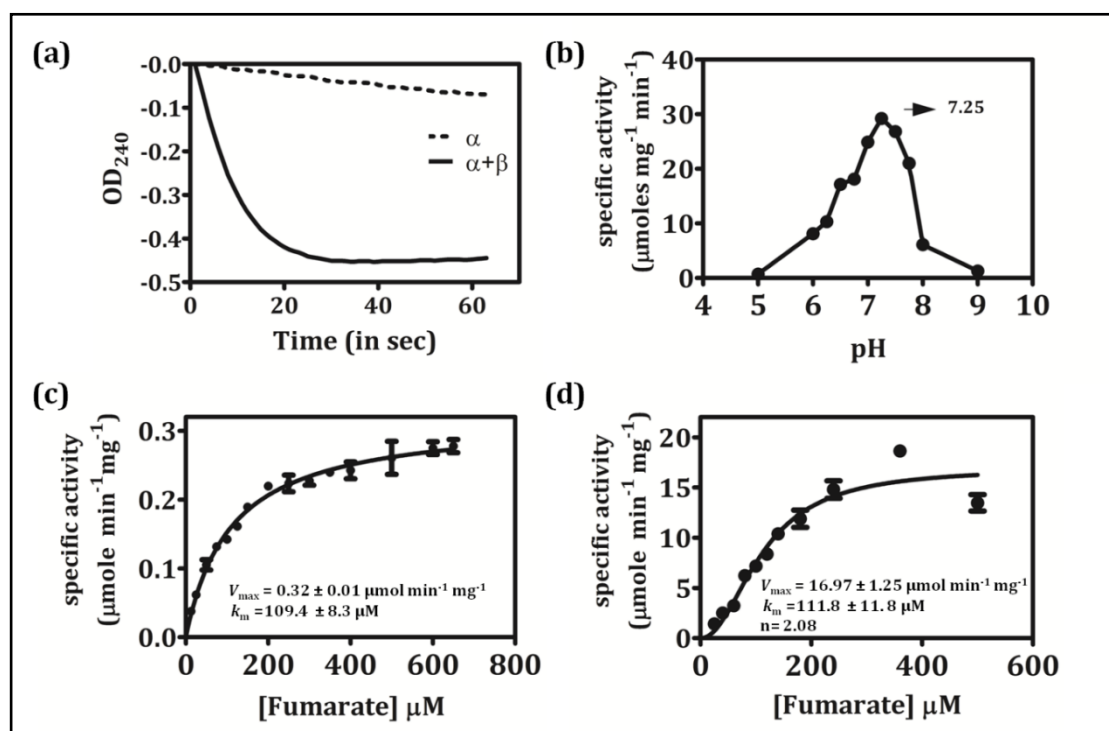 (a)
-0.0
-0.1
-0.2
-0.3
-0.4
-0.5
OD240
α
α+β
0 20 40 60
Time (in sec)
(b)
40
30
20
10
0
specific activity
(μmoles mg-1 min-1)
7.25
4 5 6 7 8 9 10
pH
(c)
0.3
0.2
0.1
0.0
specific activity
(μmole min-1mg-1)
Vmax = 0.32 ± 0.01 μmol min-1 mg-1
km =109.4 ± 8.3 μM
0 200 400 600 800
[Fumarate] μM
(d)
20
15
10
5
0
specific activity
(μmole min-1 mg-1)
Vmax = 16.97 ± 1.25 μmol min-1 mg-1
km = 111.8 ± 11.8 μM
n= 2.08
0 200 400 600
[Fumarate] μM